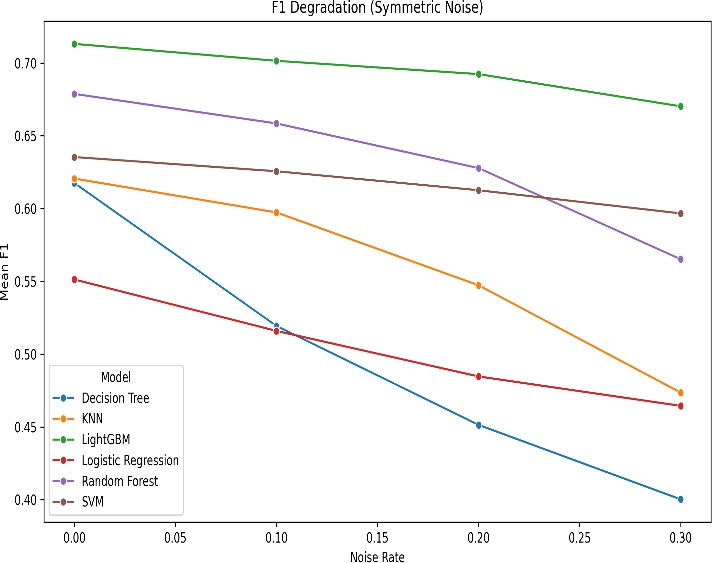 F1 Degradation (Symmetric Noise)
0.70
0.65
0.60
0.55
0.50
0.45
0.40
Mean F1
Model
Decision Tree
KNN
LightGBM
Logistic Regression
Random Forest
SVM
0.00 0.05 0.10 0.15 0.20 0.25 0.30
Noise Rate